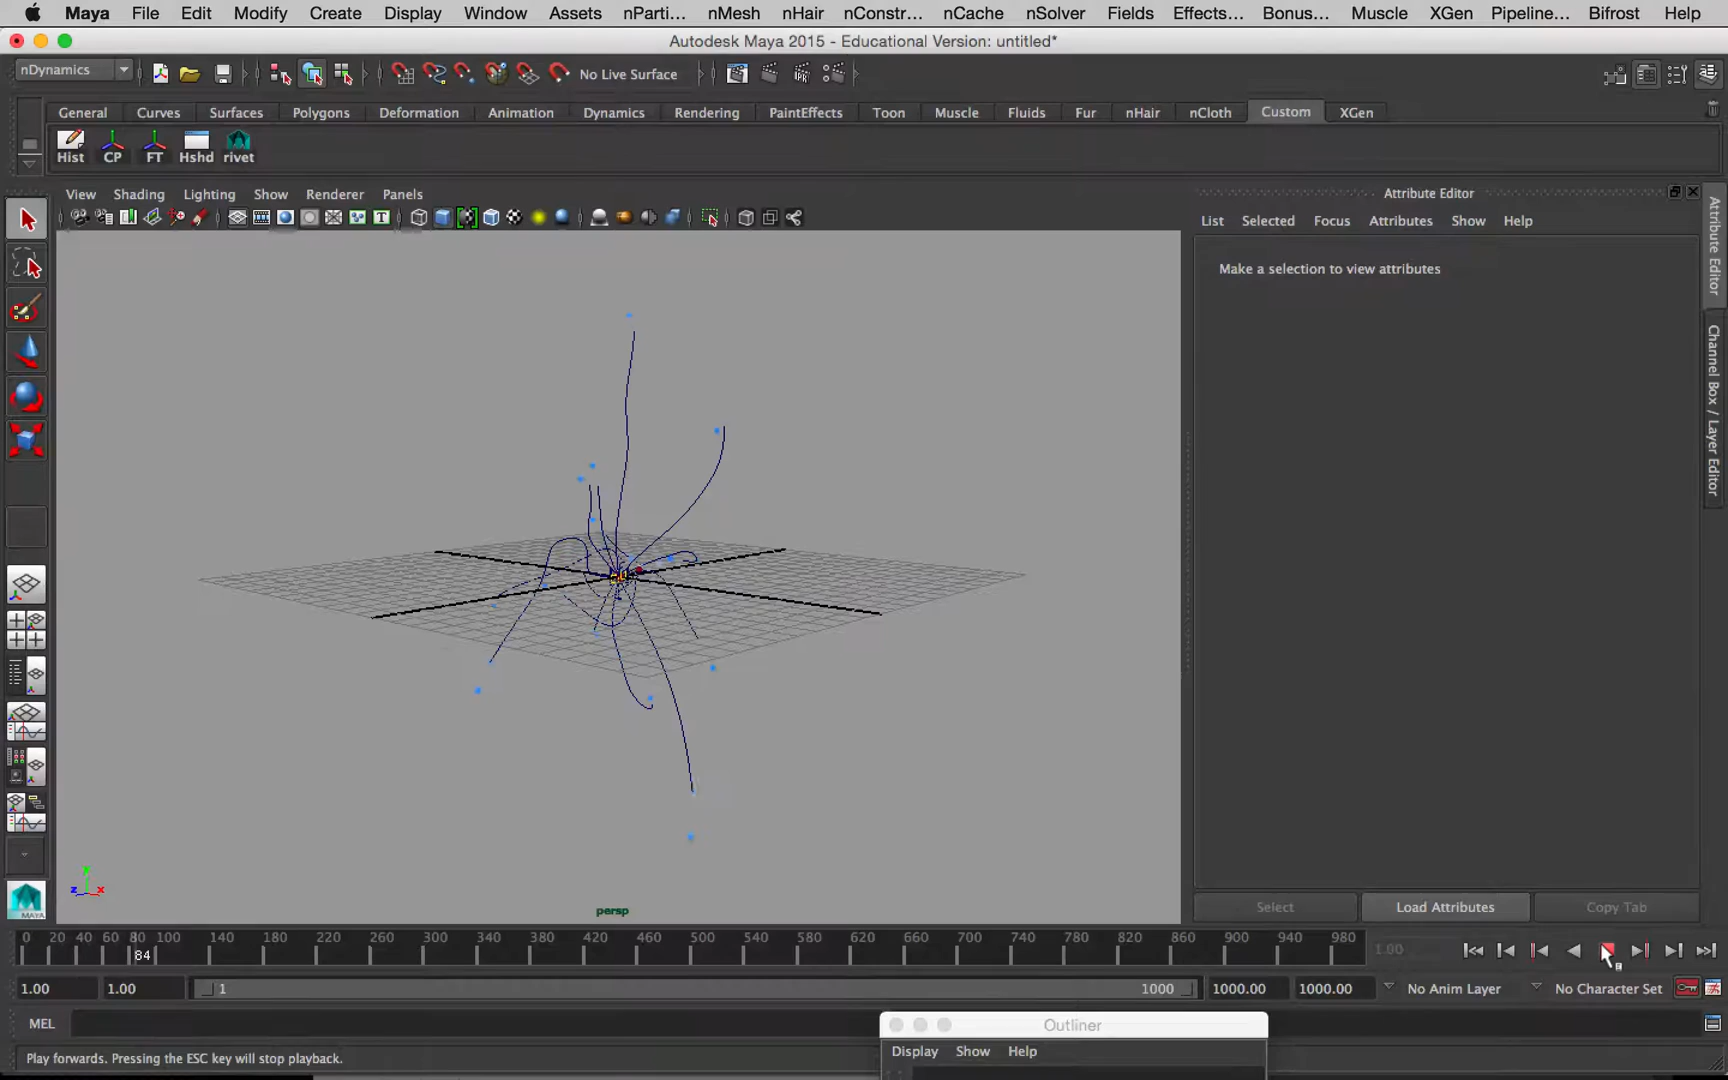 Maya File Edit Modify Create Display Window Assets nParti... nMesh nHair nConstr... nCache nSolver Fields Effects... Bonus... Muscle XGen Pipeline... Bifrost Help
Autodesk Maya 2015 - Educational Version: untitled*
nDynamics No Live Surface
General Curves Surfaces Polygons Deformation Animation Dynamics Rendering PaintEffects Toon Muscle Fluids Fur nHair nCloth Custom XGen
Hist CP FT Hshd rivet
View Shading Lighting Show Renderer Panels
Attribute Editor
List Selected Focus Attributes Show Help
Make a selection to view attributes
Attribute Editor
Channel Box / Layer Editor
z x
persp
MAYA
Select Load Attributes Copy Tab
0 20 40 60 80 100 140 180 220 260 300 340 380 420 460 500 540 580 620 660 700 740 780 820 860 900 940 980
84
1.00
1.00 1.00 1 1000 1000.00 1000.00 No Anim Layer No Character Set
MEL
Outliner
Display Show Help
Play forwards. Pressing the ESC key will stop playback.